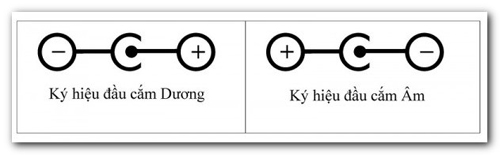 − +
Ký hiệu đầu cắm Dương
+ −
Ký hiệu đầu cắm Âm